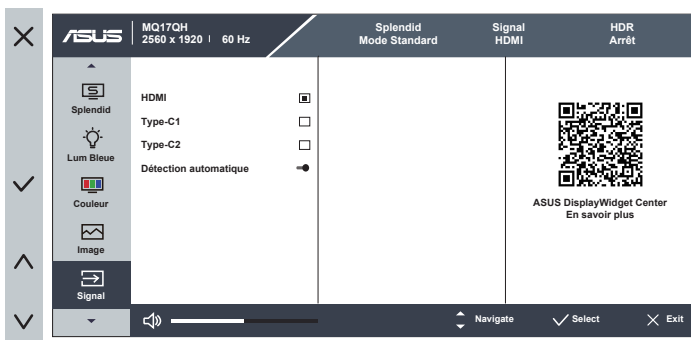 ASUS
MQ17QH
2560 x 1920 | 60 Hz
Splendid
Mode Standard
Signal
HDMI
HDR
Arrêt
Splendid
Lum Bleue
Couleur
Image
Signal
HDMI
Type-C1
Type-C2
Détection automatique
ASUS DisplayWidget Center
En savoir plus
Navigate
Select
Exit